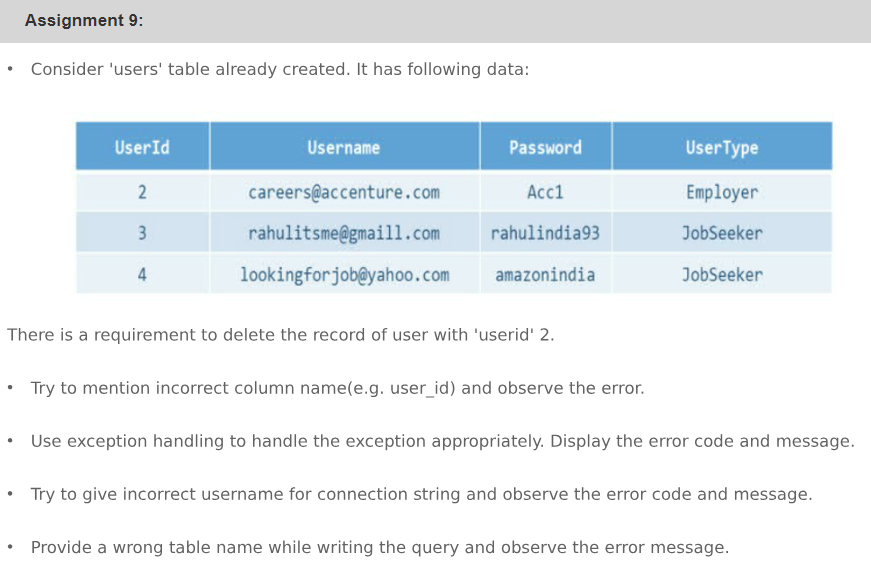 Assignment 9:
• Consider 'users' table already created. It has following data:
UserId Username Password UserType
2 careers@accenture.com Acc1 Employer
3 rahulitsme@gmaill.com rahulindia93 JobSeeker
4 lookingforjob@yahoo.com amazonindia JobSeeker
There is a requirement to delete the record of user with 'userid' 2.
• Try to mention incorrect column name(e.g. user_id) and observe the error.
• Use exception handling to handle the exception appropriately. Display the error code and message.
• Try to give incorrect username for connection string and observe the error code and message.
• Provide a wrong table name while writing the query and observe the error message.